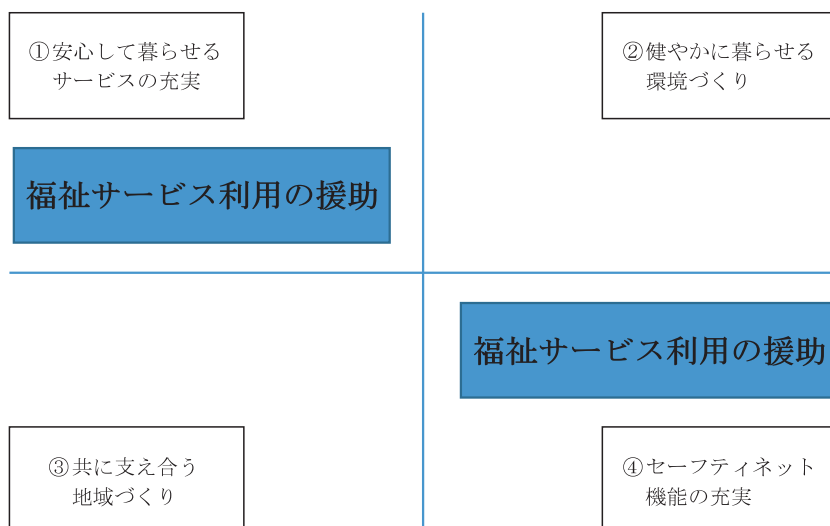 ①安心して暮らせる
サービスの充実
②健やかに暮らせる
環境づくり
福祉サービス利用の援助
福祉サービス利用の援助
③共に支え合う
地域づくり
④セーフティネット
機能の充実